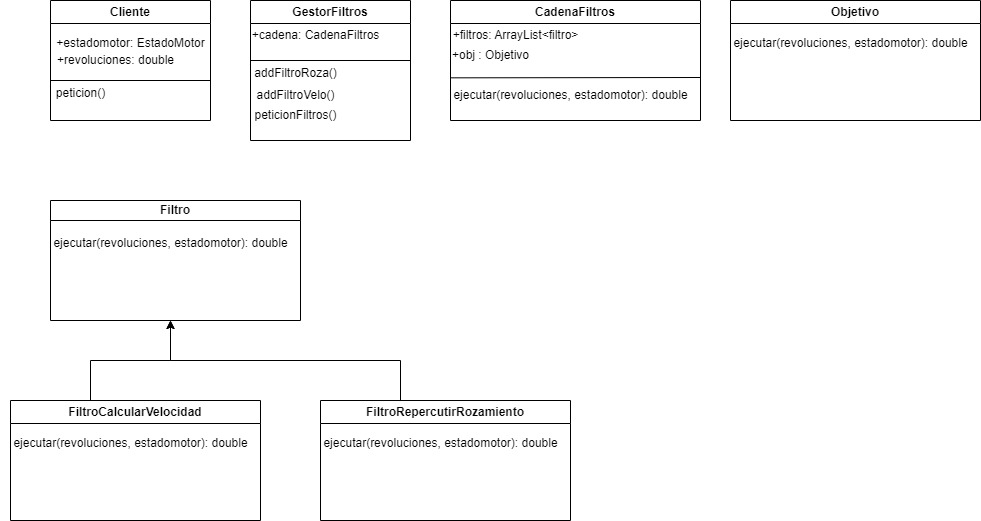 Cliente
+estadomotor: EstadoMotor
+revoluciones: double
peticion()
GestorFiltros
+cadena: CadenaFiltros
addFiltroRoza()
addFiltroVelo()
peticionFiltros()
CadenaFiltros
+filtros: ArrayList<filtro>
+obj : Objetivo
ejecutar(revoluciones, estadomotor): double
Objetivo
ejecutar(revoluciones, estadomotor): double
Filtro
ejecutar(revoluciones, estadomotor): double
FiltroCalcularVelocidad
ejecutar(revoluciones, estadomotor): double
FiltroRepercutirRozamiento
ejecutar(revoluciones, estadomotor): double